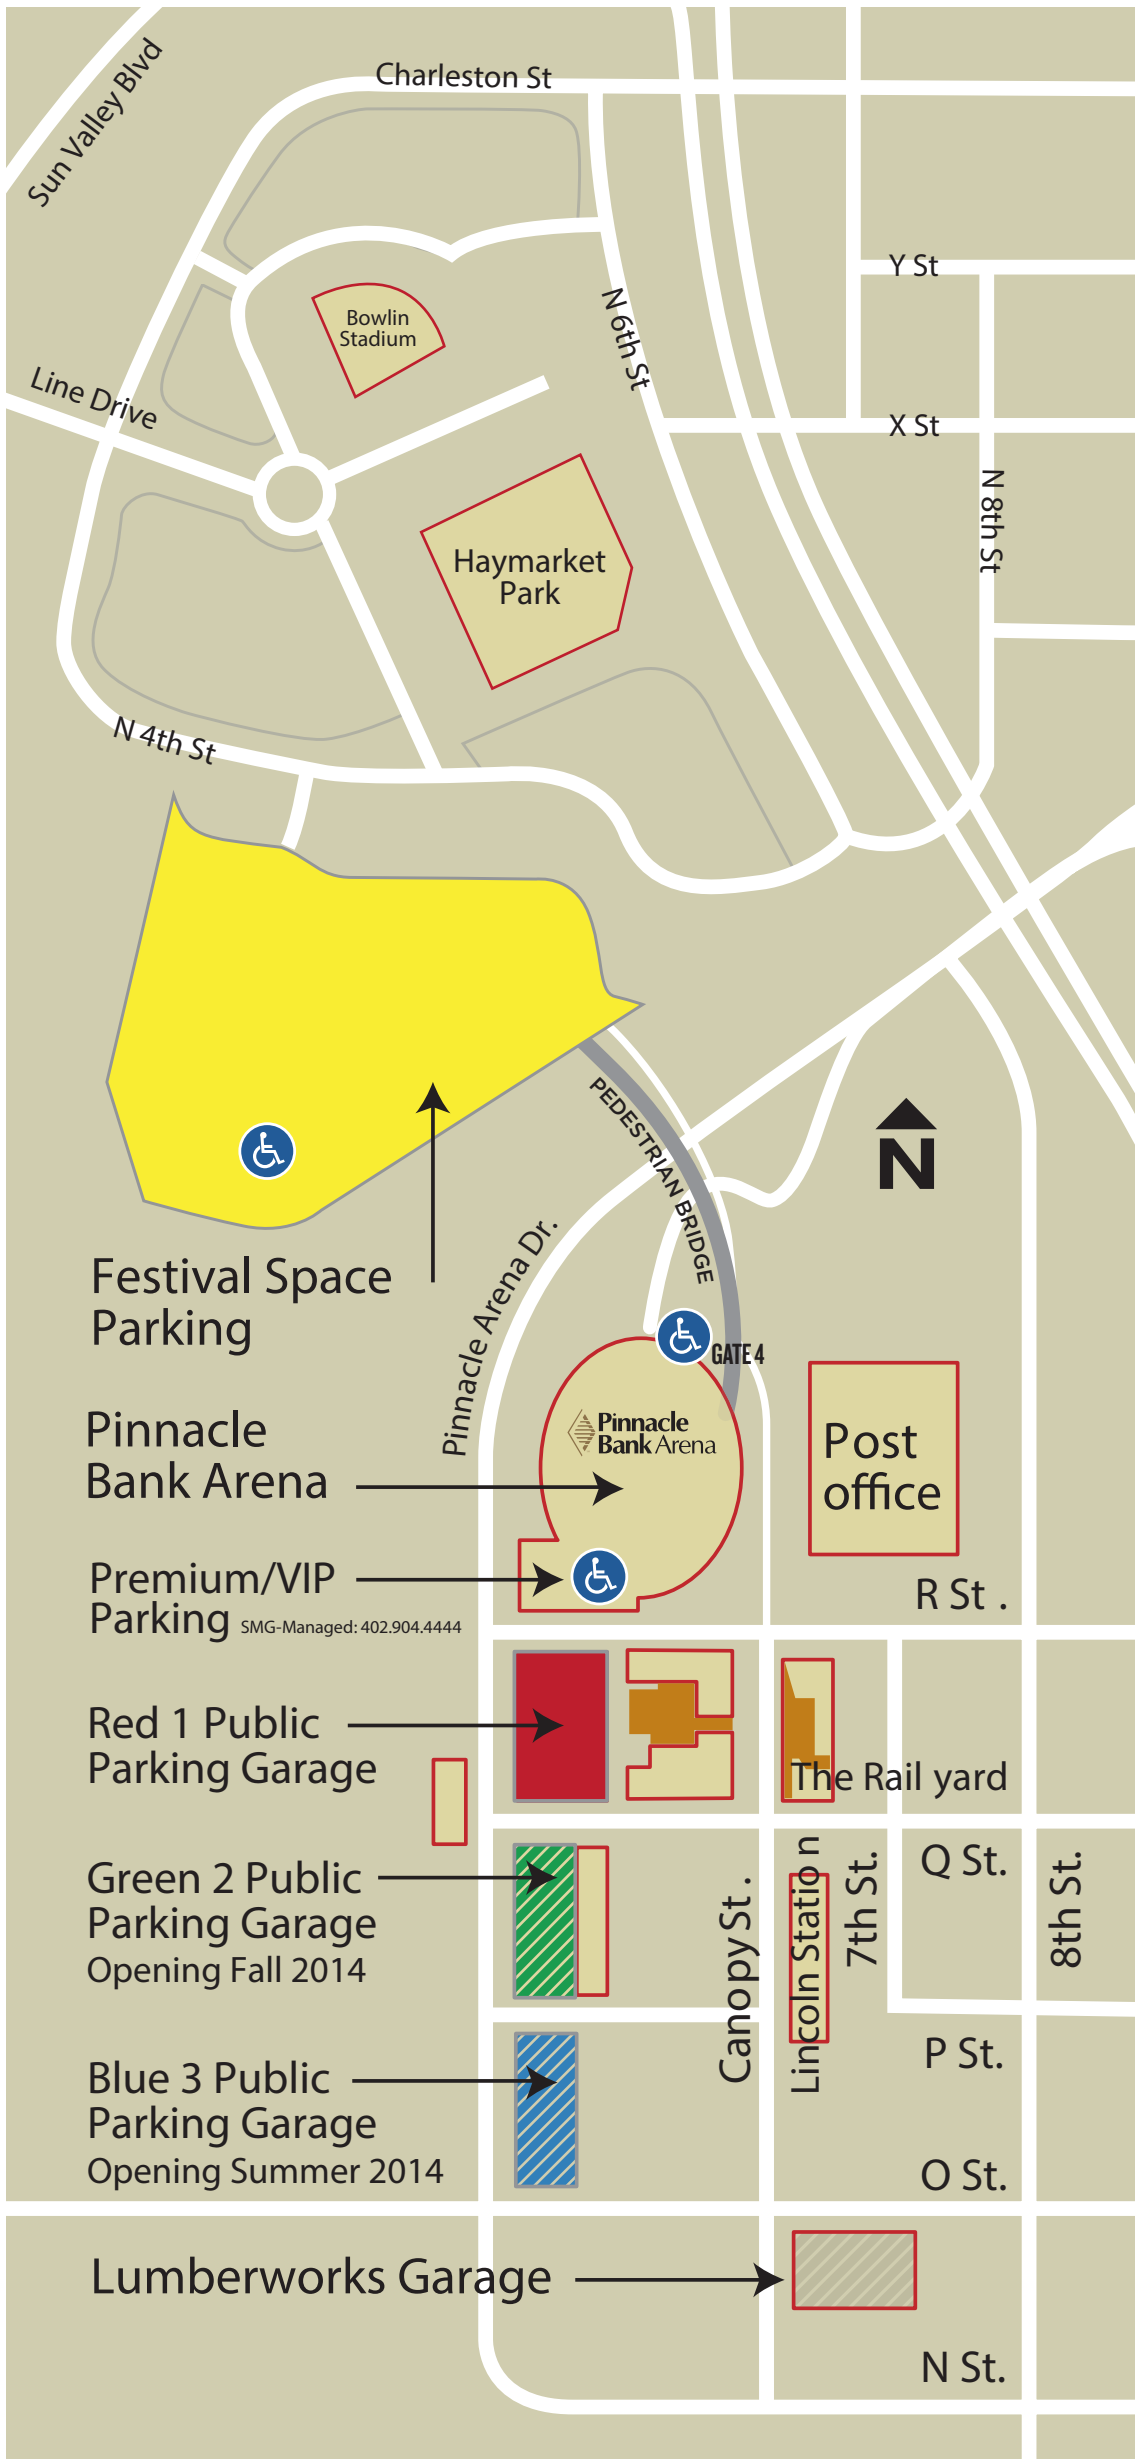 Sun Valley Blvd
Charleston St
Y St
Bowlin
Stadium
N 6th St
Line Drive
X St
N 8th St
Haymarket
Park
N 4th St
PEDESTRIAN BRIDGE
N
Festival Space
Parking
Pinnacle Arena Dr.
GATE 4
Pinnacle
Bank Arena
Pinnacle
Bank Arena
Post
office
Premium/VIP
Parking SMG-Managed: 402.904.4444
R St .
Red 1 Public
Parking Garage
The Rail yard
Green 2 Public
Parking Garage
Opening Fall 2014
Canopy St .
Lincoln Statio n
7th St.
Q St.
8th St.
P St.
Blue 3 Public
Parking Garage
Opening Summer 2014
O St.
Lumberworks Garage
N St.